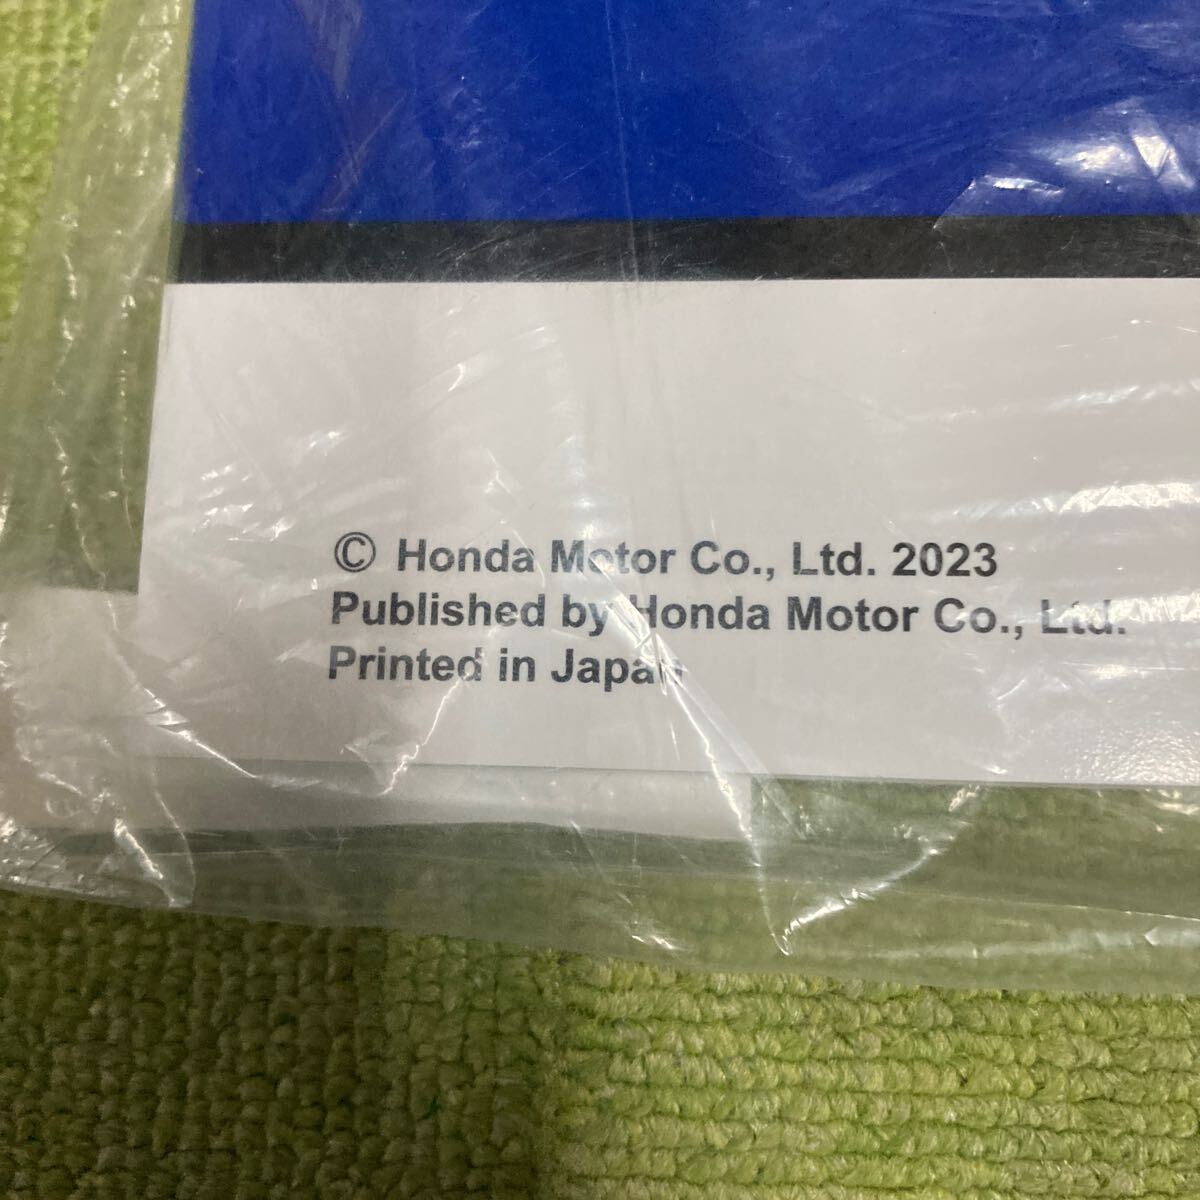 © Honda Motor Co., Ltd. 2023
Published by Honda Motor Co., Ltd.
Printed in Japan